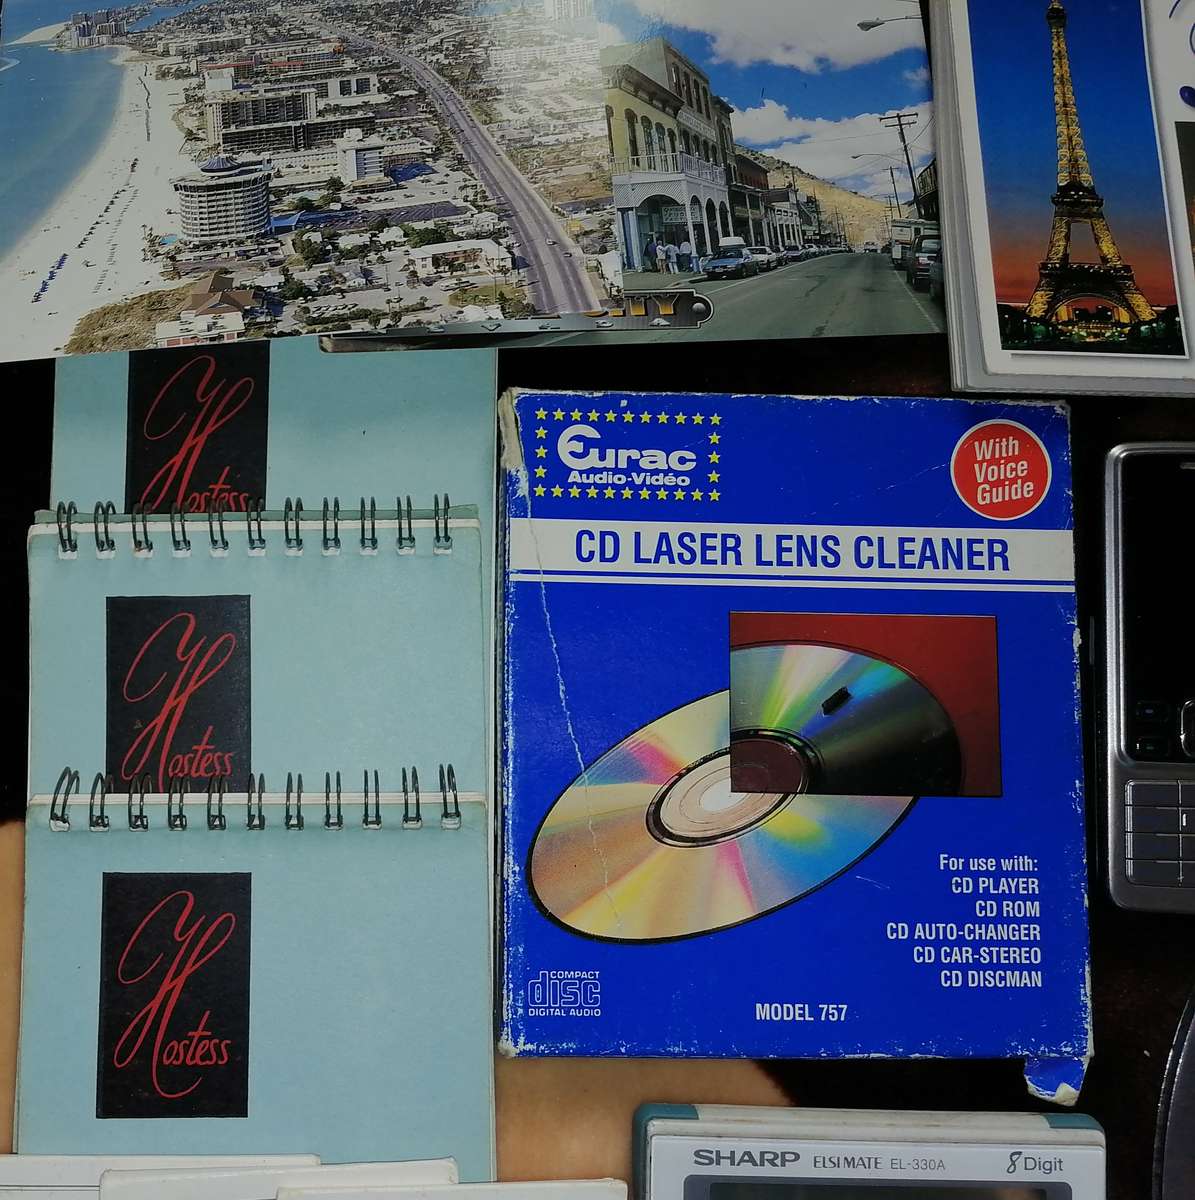 Hostess
Hostess
Hostess
Eurac
Audio-Vidéo
With
Voice
Guide
CD LASER LENS CLEANER
For use with:
CD PLAYER
CD ROM
CD AUTO-CHANGER
CD CAR-STEREO
CD DISCMAN
COMPACT
disc
DIGITAL AUDIO
MODEL 757
SHARP ELSI MATE EL-330A 8 Digit